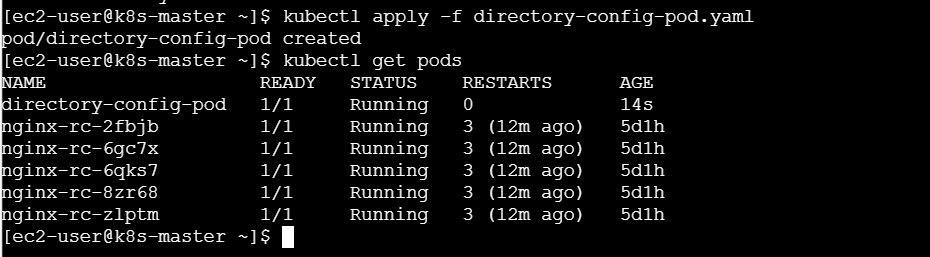 [ec2-user@k8s-master ~]$ kubectl apply -f directory-config-pod.yaml
pod/directory-config-pod created
[ec2-user@k8s-master ~]$ kubectl get pods
NAME                   READY   STATUS    RESTARTS      AGE
directory-config-pod   1/1     Running   0             14s
nginx-rc-2fbjb         1/1     Running   3 (12m ago)   5d1h
nginx-rc-6gc7x         1/1     Running   3 (12m ago)   5d1h
nginx-rc-6qks7         1/1     Running   3 (12m ago)   5d1h
nginx-rc-8zr68         1/1     Running   3 (12m ago)   5d1h
nginx-rc-zlptm         1/1     Running   3 (12m ago)   5d1h
[ec2-user@k8s-master ~]$